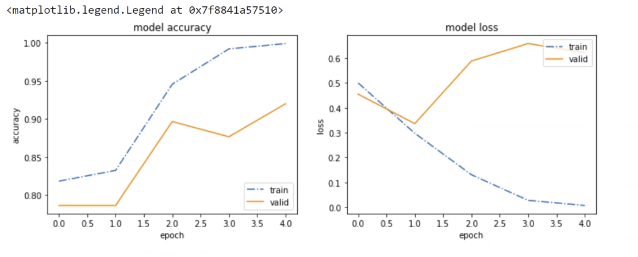 <matplotlib.legend.Legend at 0x7f8841a57510>
model accuracy
1.00
0.95
0.90
0.85
0.80
accuracy
train
valid
0.0 0.5 1.0 1.5 2.0 2.5 3.0 3.5 4.0
epoch
model loss
0.6
0.5
0.4
0.3
0.2
0.1
0.0
loss
train
valid
0.0 0.5 1.0 1.5 2.0 2.5 3.0 3.5 4.0
epoch